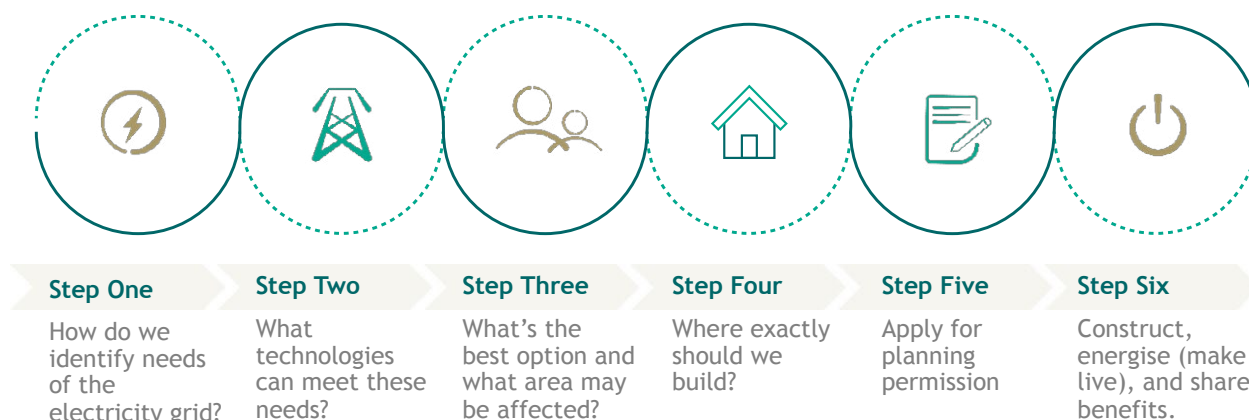 Step One
How do we
identify needs
of the
electricity grid?
Step Two
What
technologies
can meet these
needs?
Step Three
What's the
best option and
what area may
be affected?
Step Four
Where exactly
should we
build?
Step Five
Apply for
planning
permission
Step Six
Construct,
energise (make
live), and share
benefits.